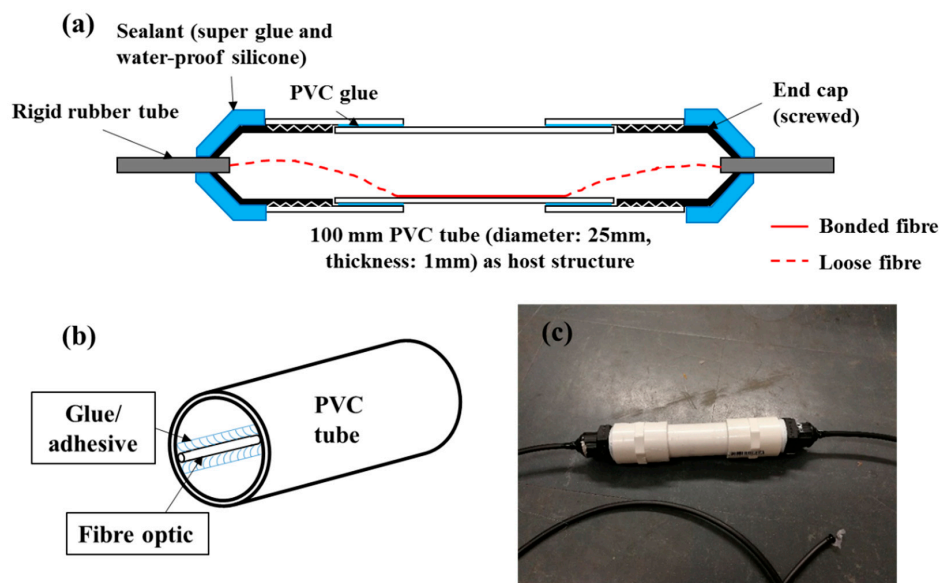 (a)
Sealant (super glue and
water-proof silicone)
PVC glue
Rigid rubber tube
End cap
(screwed)
100 mm PVC tube (diameter: 25mm,
thickness: 1mm) as host structure
Bonded fibre
Loose fibre
(b)
Glue/
adhesive
PVC
tube
Fibre optic
(c)